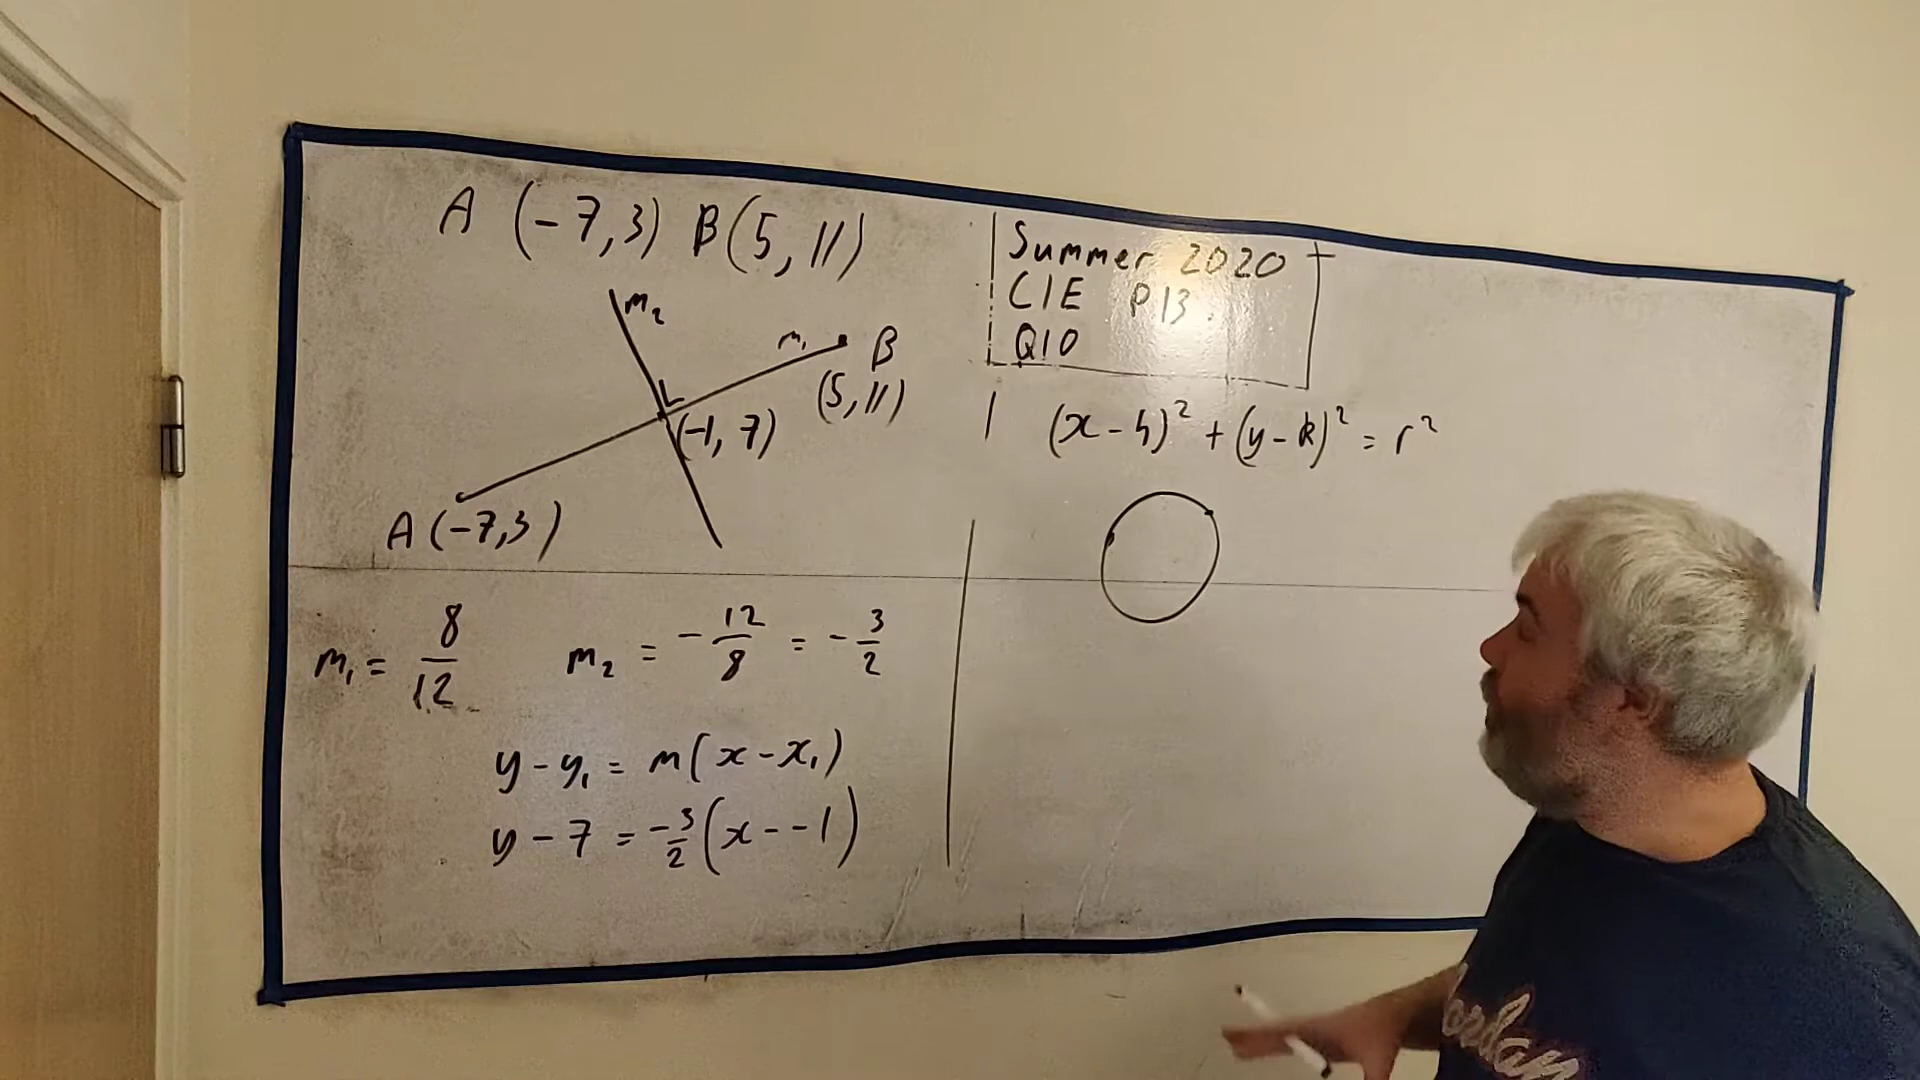 A (-7,3) B(5,11)
m₂
m₁ B
(5,11)
(-1,7)
A(-7,3)
m₁ = 8/12 m₂ = -12/8 = -3/2
y-y₁ = m(x-x₁)
y-7 = -3/2(x--1)
Summer 2020
CIE P13.
Q10
(x-h)² + (y-k)² = r²